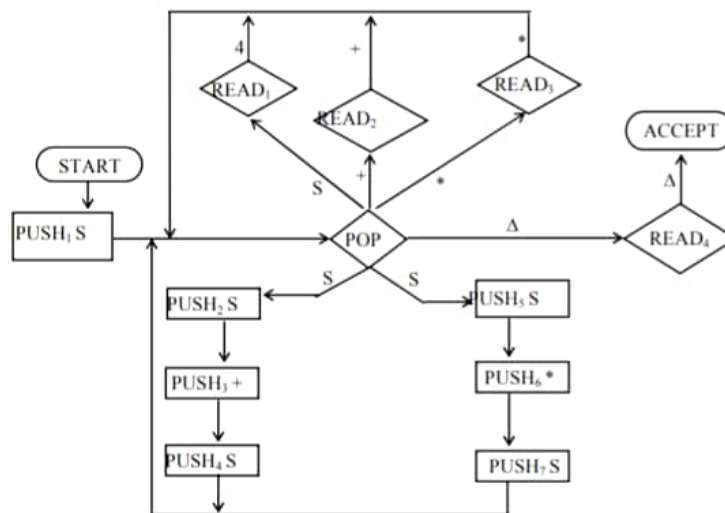 4
+
*
READ₁
READ₂
READ₃
ACCEPT
START
S
+
*
Δ
PUSH₁ S
POP
Δ
READ₄
S
S
PUSH₂ S
PUSH₅ S
PUSH₃ +
PUSH₆ *
PUSH₄ S
PUSH₇ S